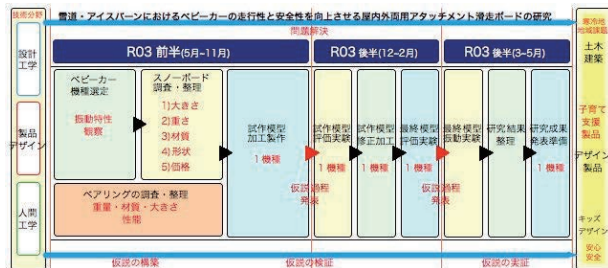 雪道・アイスバーンにおけるベビーカーの走行性と安全性を向上させる屋内外両用アタッチメント滑走ボードの研究
技術分野
問題解決
寒冷地
地域課題
R03 前半(5月~11月)
R03 後半(12~2月)
R03 後半(3~5月)
設計
工学
製品
デザイン
人間
工学
ベビーカー
機種選定
振動特性
観察
スノーボード
調査・整理
1)大きさ
2)重さ
3)材質
4)形状
5)価格
ベアリングの調査・整理
重量・材質・大きさ
性能
試作模型
加工製作
1機種
試作模型
評価実験
1機種
試作模型
修正加工
1機種
最終模型
評価実験
1機種
最終模型
振動実験
1機種
研究結果
整理
1機種
研究成果
発表準備
1機種
仮説過程
発表
仮説過程
発表
土木
建築
子育て
支援
製品
デザイン
製品
キッズ
デザイン
安心
安全
仮説の構築
仮説の検証
仮説の実証